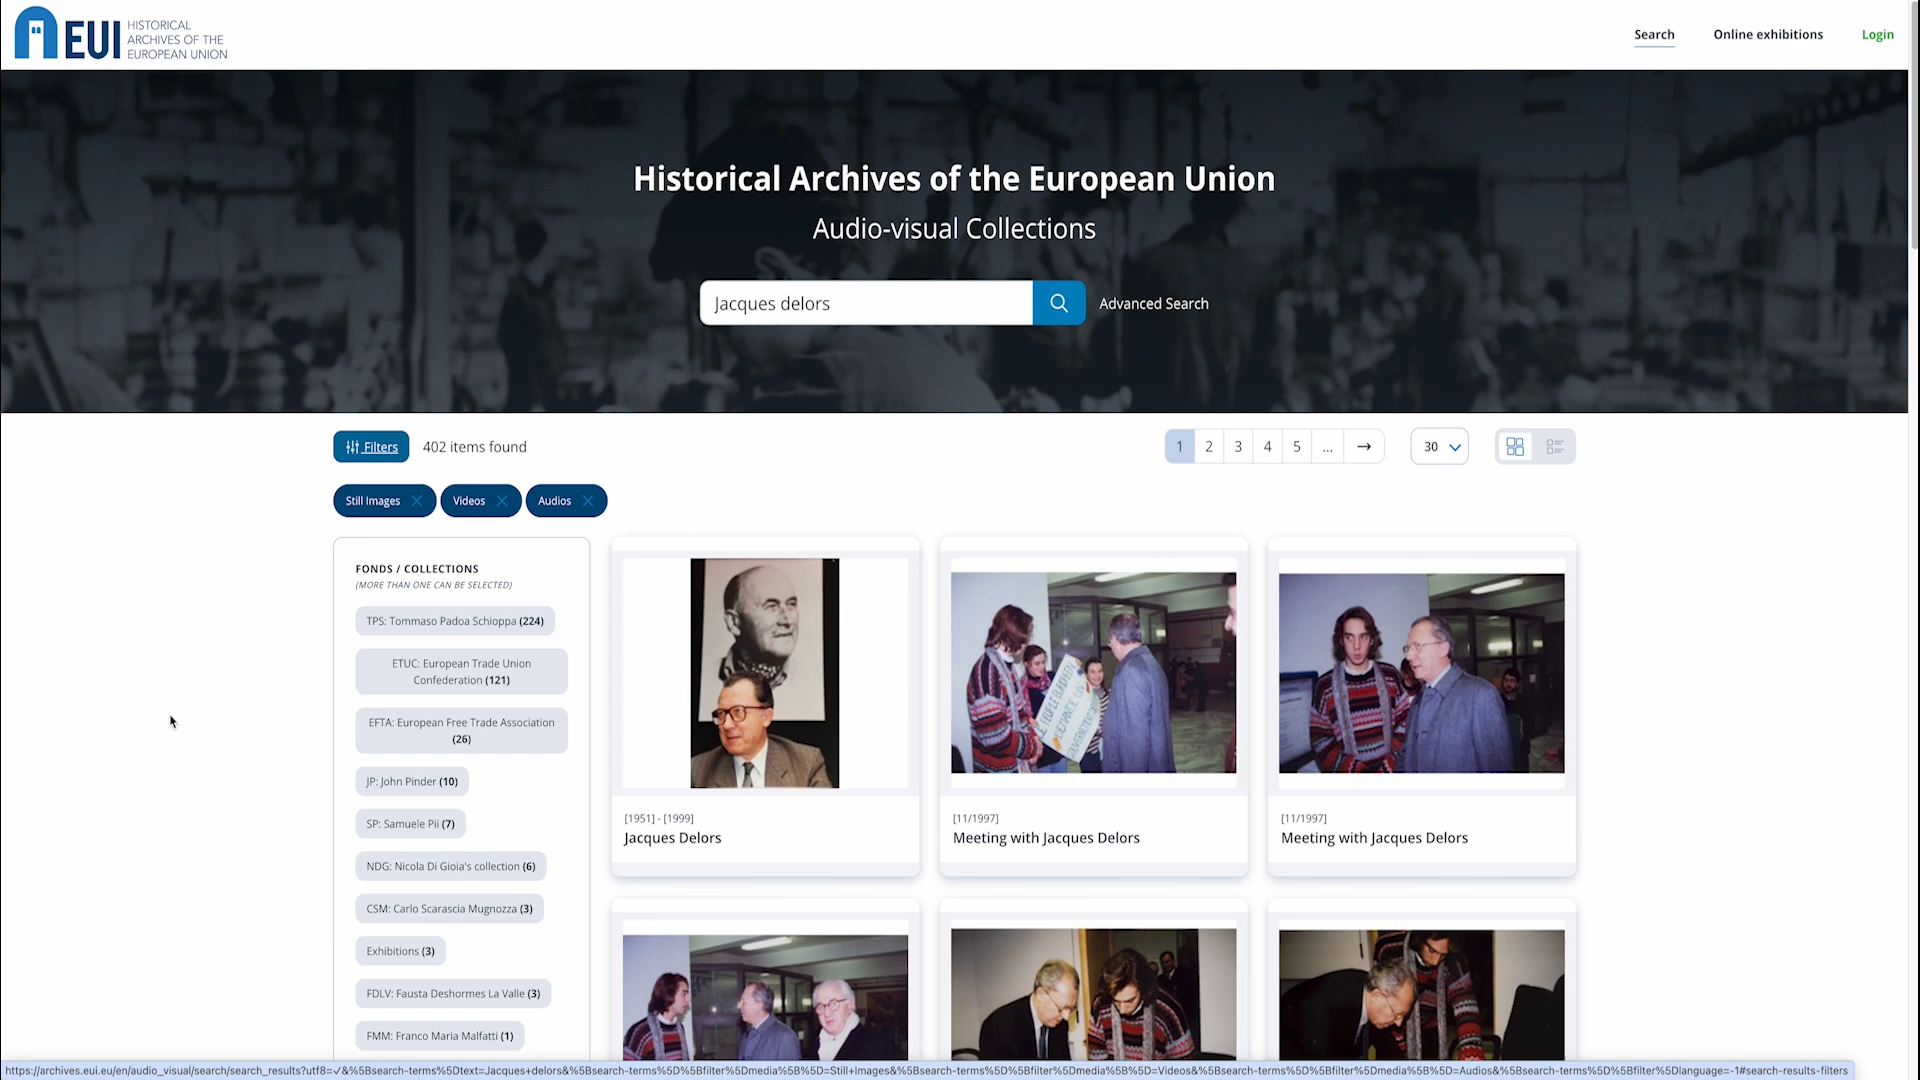 EUI
HISTORICAL
ARCHIVES OF THE
EUROPEAN UNION
Search
Online exhibitions
Login
Historical Archives of the European Union
Audio-visual Collections
Jacques delors
Advanced Search
Filters
402 items found
1 2 3 4 5 ... →
30
Still Images
Videos
Audios
FONDS / COLLECTIONS
(MORE THAN ONE CAN BE SELECTED)
TPS: Tommaso Padoa Schioppa (224)
ETUC: European Trade Union
Confederation (121)
EFTA: European Free Trade Association
(26)
JP: John Pinder (10)
SP: Samuele Pii (7)
NDG: Nicola Di Gioia's collection (6)
CSM: Carlo Scarascia Mugnozza (3)
Exhibitions (3)
FDLV: Fausta Deshormes La Valle (3)
FMM: Franco Maria Malfatti (1)
[1951] - [1999]
Jacques Delors
[11/1997]
Meeting with Jacques Delors
[11/1997]
Meeting with Jacques Delors
https://archives.eui.eu/en/audio_visual/search/search_results?utf8=✓&%5Bsearch-terms%5Dtext=Jacques+delors&%5Bsearch-terms%5D%5Bfilter%5Dmedia%5B%5D=Still+Images&%5Bsearch-terms%5D%5Bfilter%5Dmedia%5B%5D=Videos&%5Bsearch-terms%5D%5Bfilter%5Dmedia%5B%5D=Audios&%5Bsearch-terms%5D%5Bfilter%5Dlanguage=-1#search-results-filters